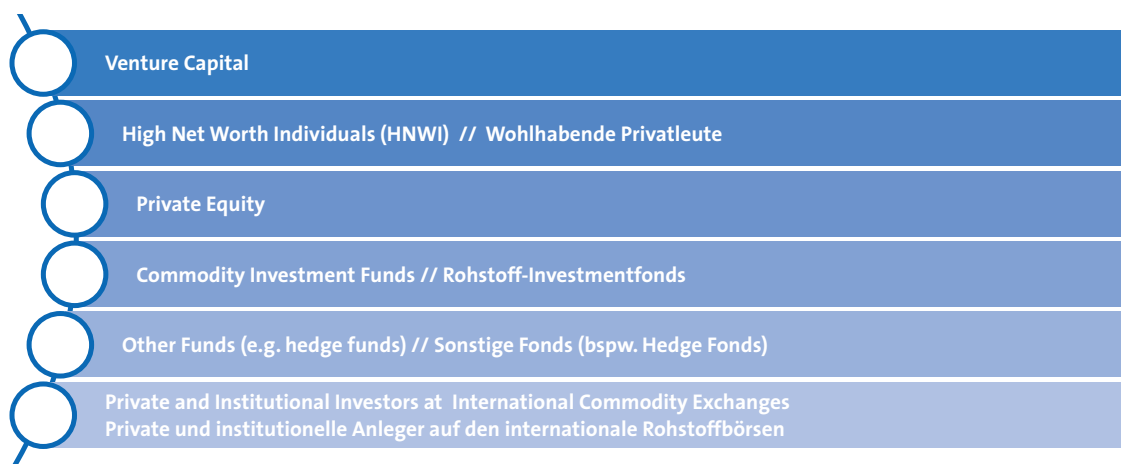 Venture Capital
High Net Worth Individuals (HNWI) // Wohlhabende Privatleute
Private Equity
Commodity Investment Funds // Rohstoff-Investmentfonds
Other Funds (e.g. hedge funds) // Sonstige Fonds (bspw. Hedge Fonds)
Private and Institutional Investors at International Commodity Exchanges
Private und institutionelle Anleger auf den internationale Rohstoffbörsen